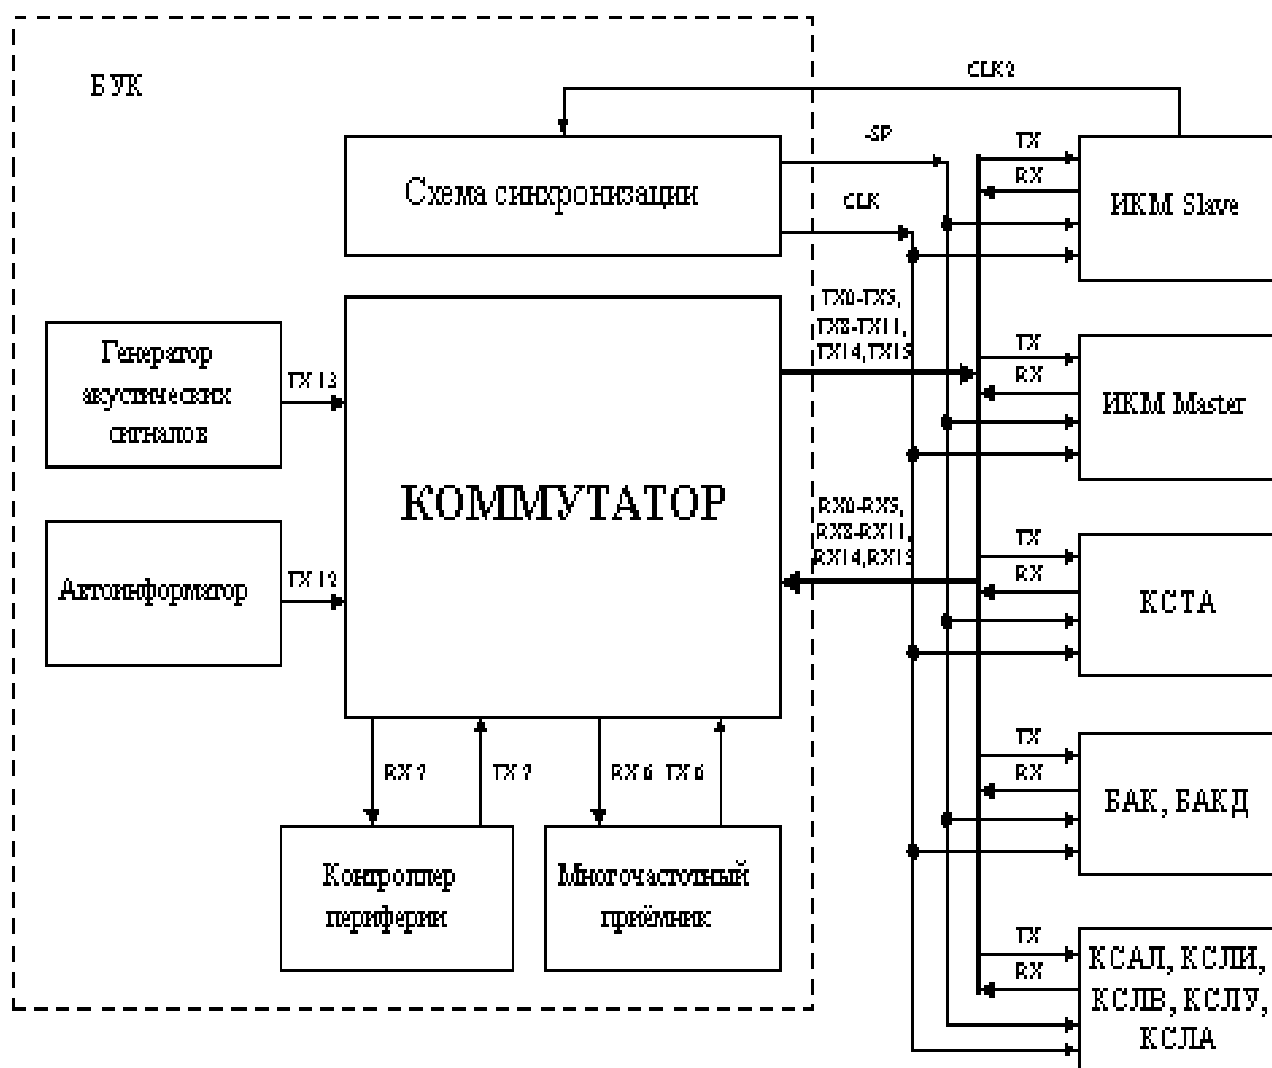 БУК
CLK2
-SP
CLK
Схема синхронизации
TX
RX
ИКМ Slave
TX0-TX5,
TX8-TX11,
TX14,TX15
Генератор
акустических
сигналов
TX13
TX
RX
ИКМ Master
КОММУТАТОР
RX0-RX5,
RX8-RX11,
RX14,RX15
Автоинформатор
TX12
TX
RX
КСТА
RX7
TX7
RX6
TX6
TX
RX
БАК, БАКД
Контроллер
периферии
Многочастотный
приёмник
TX
RX
КСАЛ, КСЛИ,
КСЛВ, КСЛУ,
КСЛА